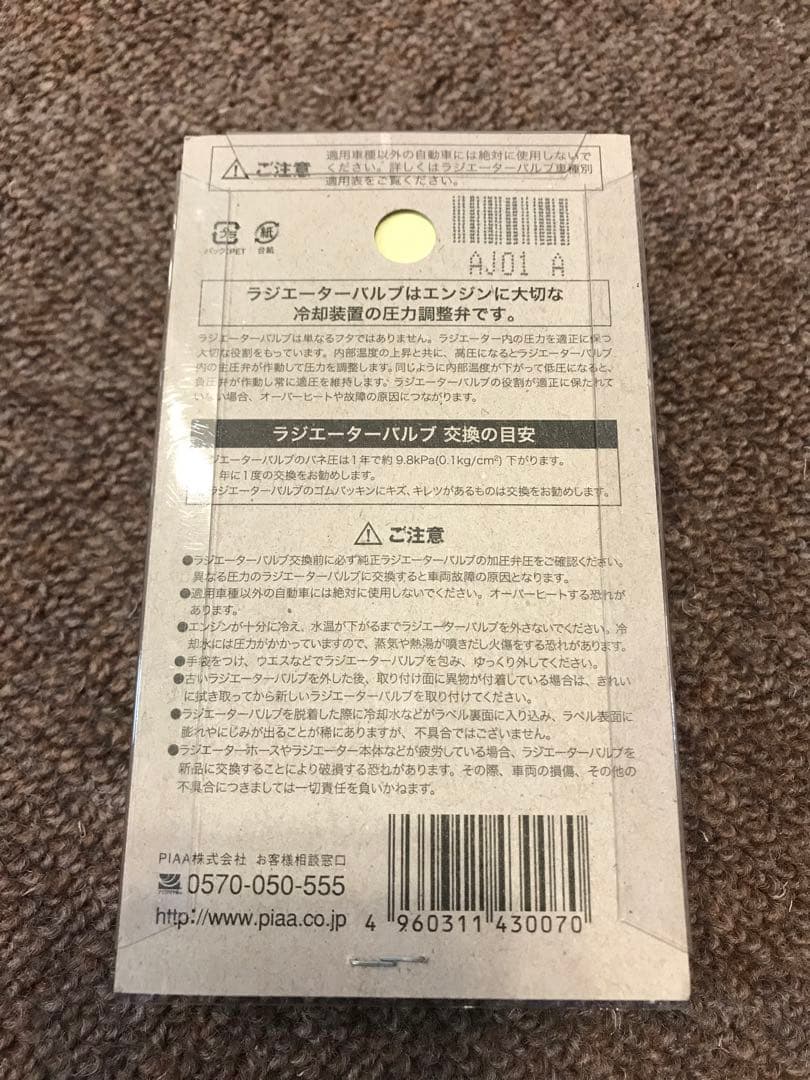 ご注意
適用車種以外の自動車には絶対に使用しないで
ください。詳しくはラジエーターバルブ車種別
適用表をご覧ください。
プラ
紙
パック:PET
台紙
AJ01 A
ラジエーターバルブはエンジンに大切な
冷却装置の圧力調整弁です。
ラジエーターバルブは単なるフタではありません。ラジエーター内の圧力を適正に保つ
大切な役割をもっています。内部温度の上昇と共に、高圧になるとラジエーターバルブ
内の主圧弁が作動して圧力を調整します。同じように内部温度が下がって低圧になると、
負圧弁が作動し常に適圧を維持します。ラジエーターバルブの役割が適正に保たれて
いない場合、オーバーヒートや故障の原因につながります。
ラジエーターバルブ 交換の目安
ラジエーターバルブのバネ圧は1年で約9.8kPa(0.1kg/cm²)下がります。
年に1度の交換をお勧めします。
ラジエーターバルブのゴムパッキンにキズ、キレツがあるものは交換をお勧めします。
ご注意
●ラジエーターバルブ交換前に必ず純正ラジエーターバルブの加圧弁圧をご確認ください。
異なる圧力のラジエーターバルブに交換すると車両故障の原因となります。
●適用車種以外の自動車には絶対に使用しないでください。オーバーヒートする恐れが
あります。
●エンジンが十分に冷え、水温が下がるまでラジエーターバルブを外さないでください。冷
却水には圧力がかかっていますので、蒸気や熱湯が噴きだし火傷をする恐れがあります。
●手袋をつけ、ウエスなどでラジエーターバルブを包み、ゆっくり外してください。
●古いラジエーターバルブを外した後、取り付け面に異物が付着している場合は、きれい
に拭き取ってから新しいラジエーターバルブを取り付けてください。
●ラジエーターバルブを脱着した際に冷却水などがラベル裏面に入り込み、ラベル表面に
膨れやにじみが出ることが稀にありますが、不具合ではございません。
●ラジエーターホースやラジエーター本体などが疲労している場合、ラジエーターバルブを
新品に交換することにより破損する恐れがあります。その際、車両の損傷、その他の
不具合につきましては一切責任を負いかねます。
PIAA株式会社 お客様相談窓口
0570-050-555
http://www.piaa.co.jp
4 960311 430070